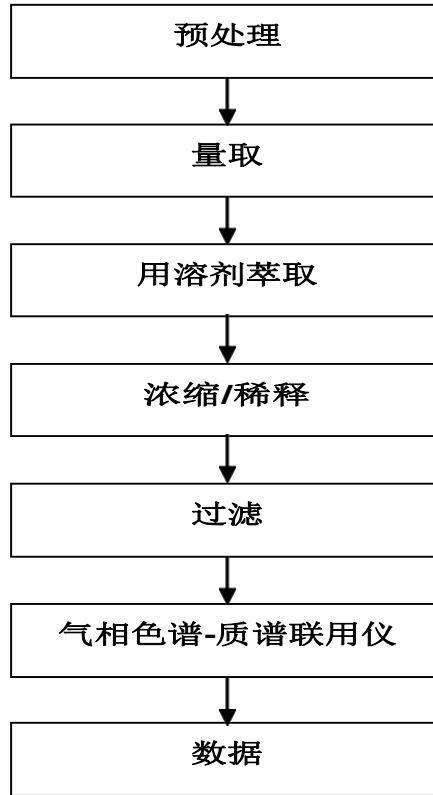 预处理
量取
用溶剂萃取
浓缩/稀释
过滤
气相色谱-质谱联用仪
数据